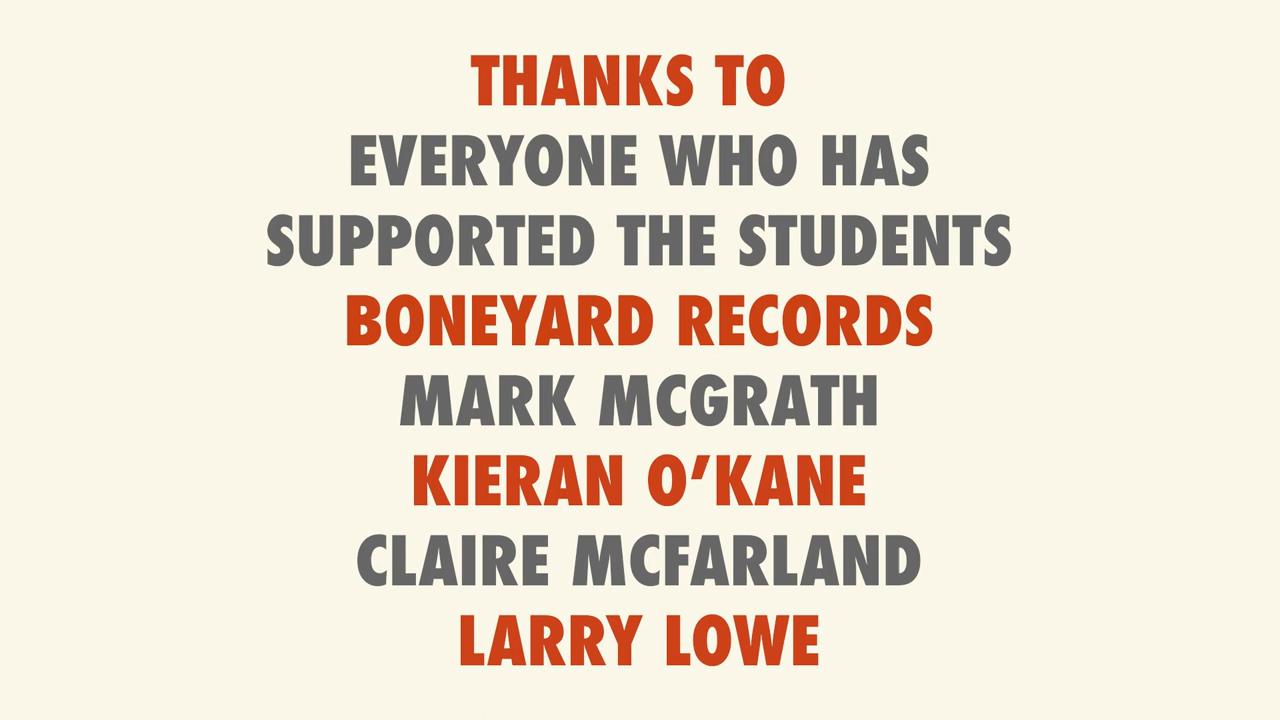 THANKS TO
EVERYONE WHO HAS
SUPPORTED THE STUDENTS
BONEYARD RECORDS
MARK MCGRATH
KIERAN O’KANE
CLAIRE MCFARLAND
LARRY LOWE